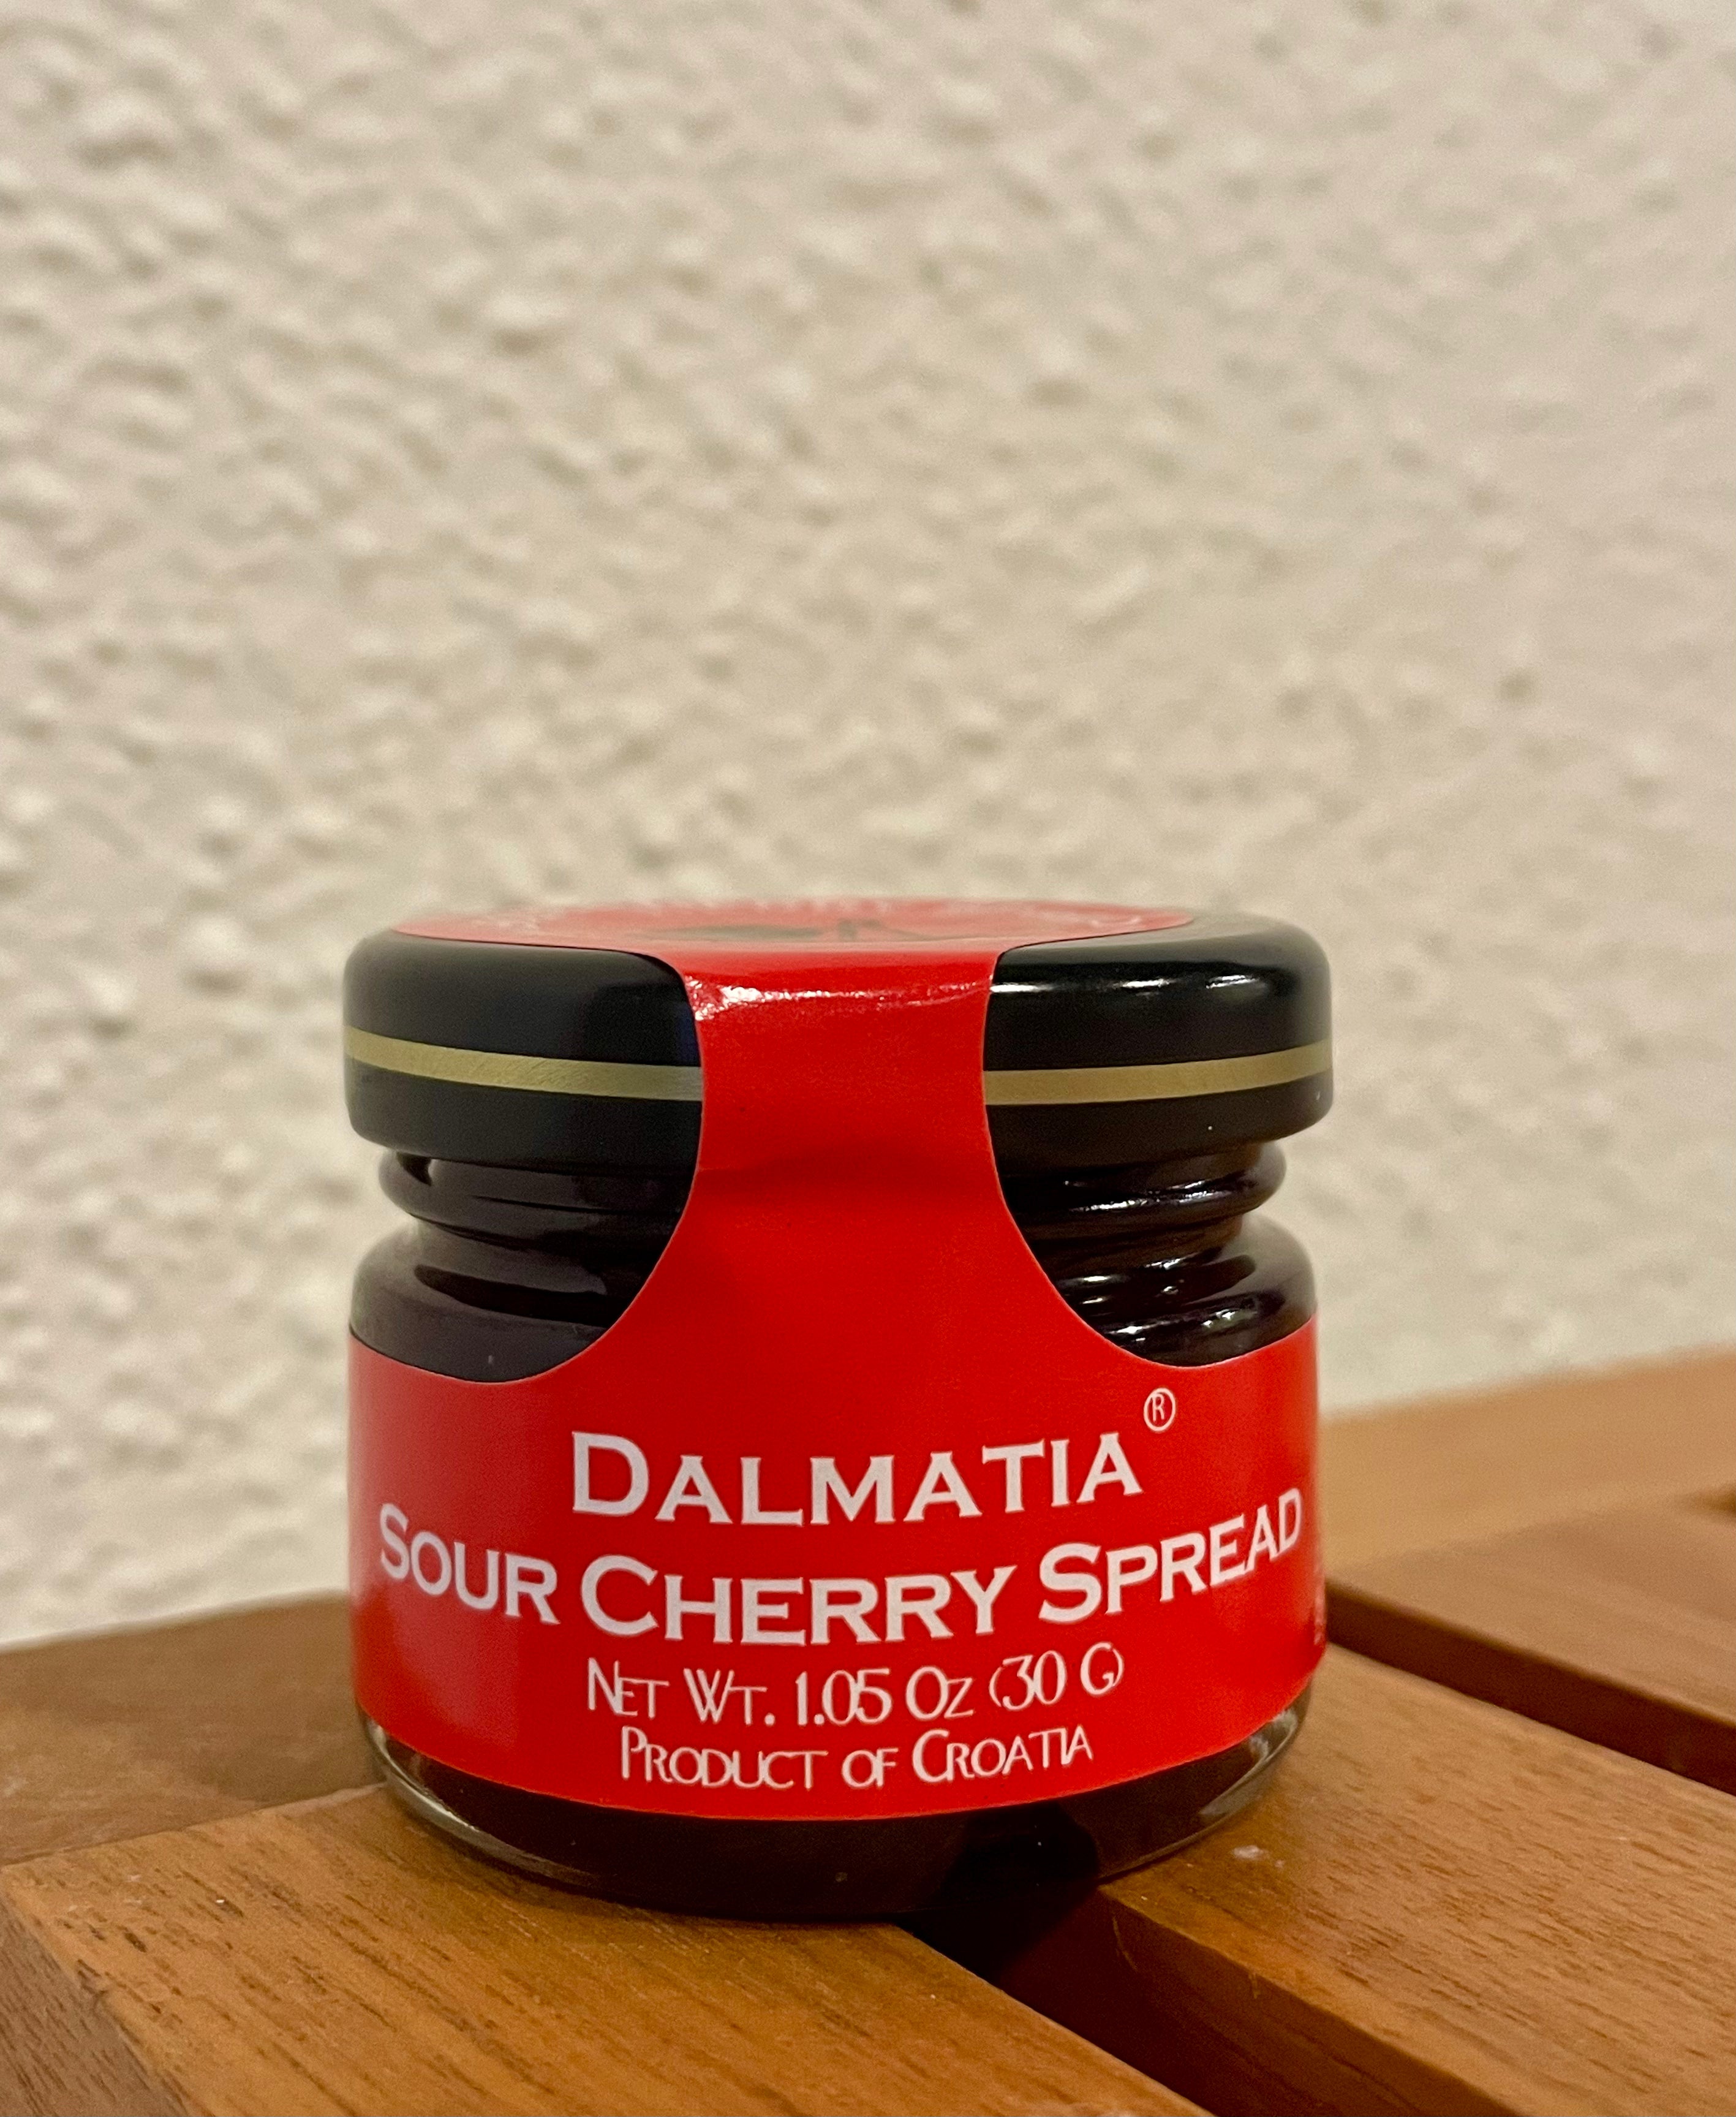 DALMATIA®
SOUR CHERRY SPREAD
NET WT. 1.05 OZ (30 G)
PRODUCT OF CROATIA